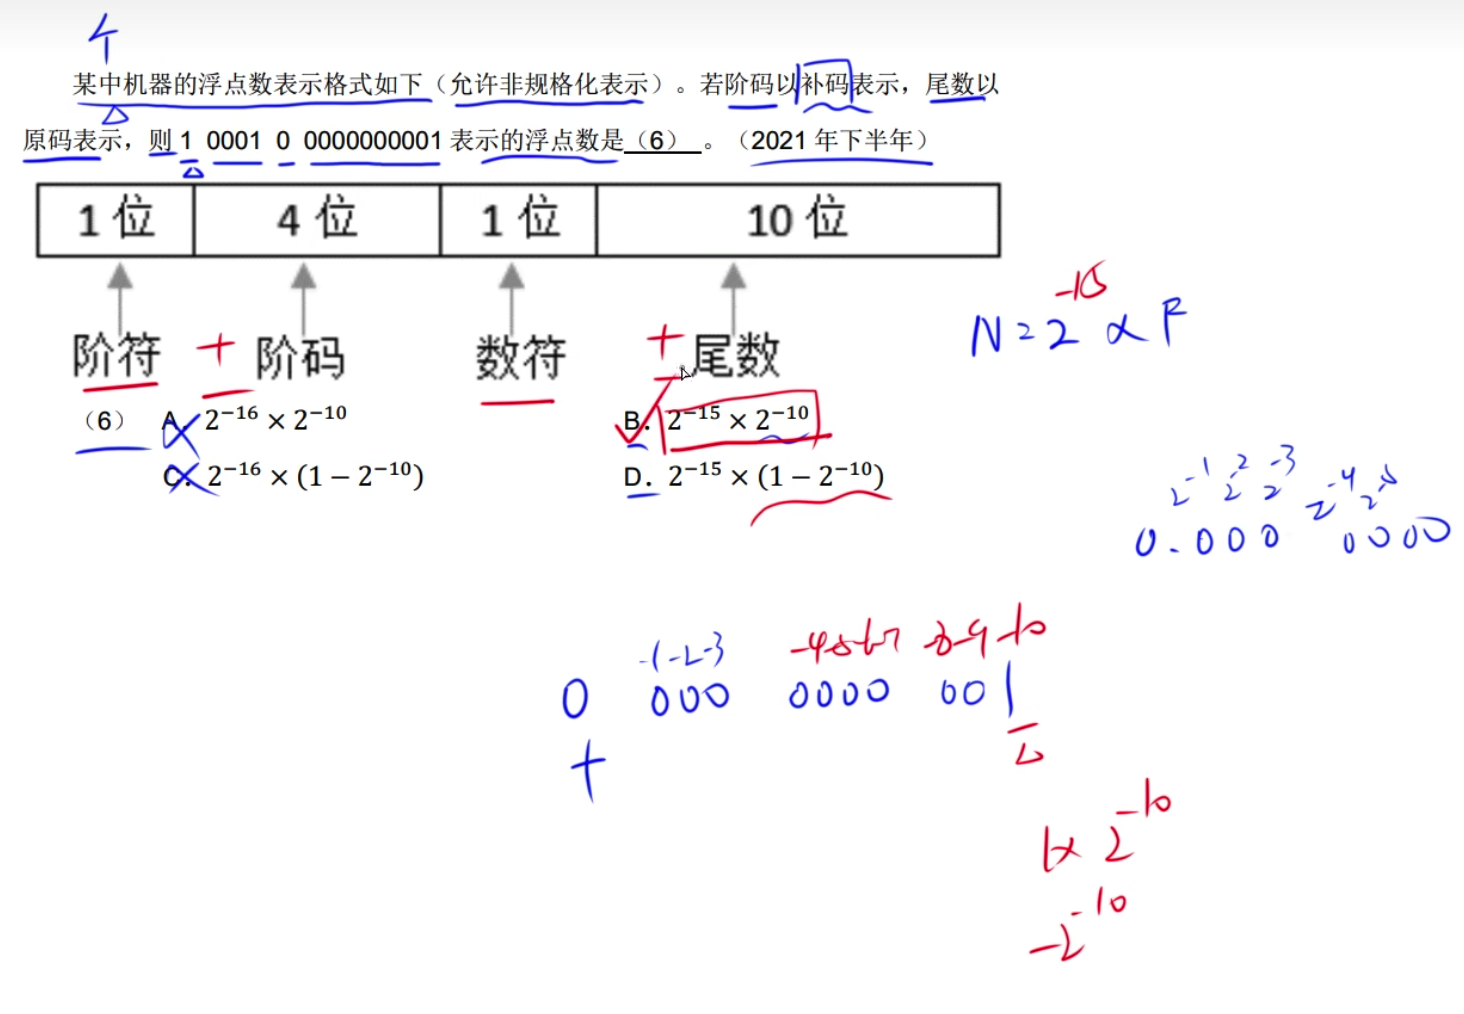 个
某中机器的浮点数表示格式如下（允许非规格化表示）。若阶码以补码表示，尾数以
原码表示，则 1 0001 0 0000000001 表示的浮点数是（6）。（2021 年下半年）
1 位 4 位 1 位 10 位
阶符 + 阶码 数符 + 尾数
N = 2^-15 × F
（6） A. 2^−16 × 2^−10 B. 2^−15 × 2^−10
C. 2^−16 × (1 − 2^−10) D. 2^−15 × (1 − 2^−10)
2^-1 2^-2 2^-3 2^-4 2^-5
0.000 0000
-1 -2 -3 -4 5 6 7 -8 -9 -10
0 000 0000 001
+
1× 2^-10
-2^-10